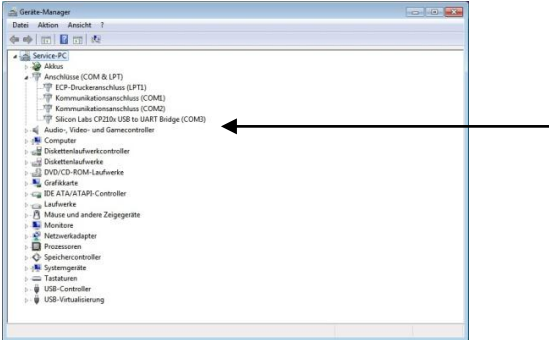 Geräte-Manager
Datei Aktion Ansicht ?
Service-PC
Akkus
Anschlüsse (COM & LPT)
ECP-Druckeranschluss (LPT1)
Kommunikationsanschluss (COM1)
Kommunikationsanschluss (COM2)
Silicon Labs CP210x USB to UART Bridge (COM3)
Audio-, Video- und Gamecontroller
Computer
Diskettenlaufwerkcontroller
Diskettenlaufwerke
DVD/CD-ROM-Laufwerke
Grafikkarte
IDE ATA/ATAPI-Controller
Laufwerke
Mäuse und andere Zeigegeräte
Monitore
Netzwerkadapter
Prozessoren
Speichercontroller
Systemgeräte
Tastaturen
USB-Controller
USB-Virtualisierung